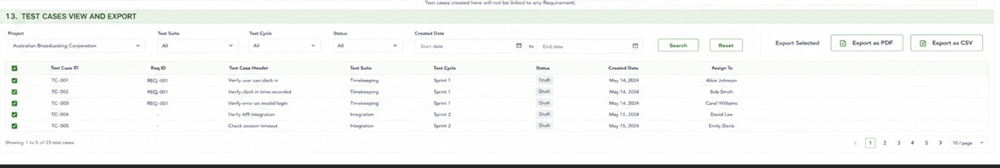 Test cases created here will not be linked to any Requirement.
13. TEST CASES VIEW AND EXPORT
Project Test Suite Test Cycle Status Created Date
Australian Broadcasting Corporation All All All Start date to End date Search Reset Export Selected Export as PDF Export as CSV
Test Case ID Req ID Test Case Header Test Suite Test Cycle Status Created Date Assign To
TC-001 REQ-001 Verify user can clock in Timekeeping Sprint 1 Draft May 14, Alice Johnson
TC-002 REQ-001 Verify clock in time recorded Timekeeping Sprint 1 Draft May 14, Bob Smith
TC-003 REQ-001 Verify error on invalid login Timekeeping Sprint 1 Draft May 14, Carol Williams
TC-004 - Verify API integration Integration Sprint 2 Draft May 15, David Lee
TC-005 - Check session timeout Integration Sprint 2 Draft May 15, Emily Davis
Showing 1 to 5 of 25 test cases 1 2 3 4 5 10 / page